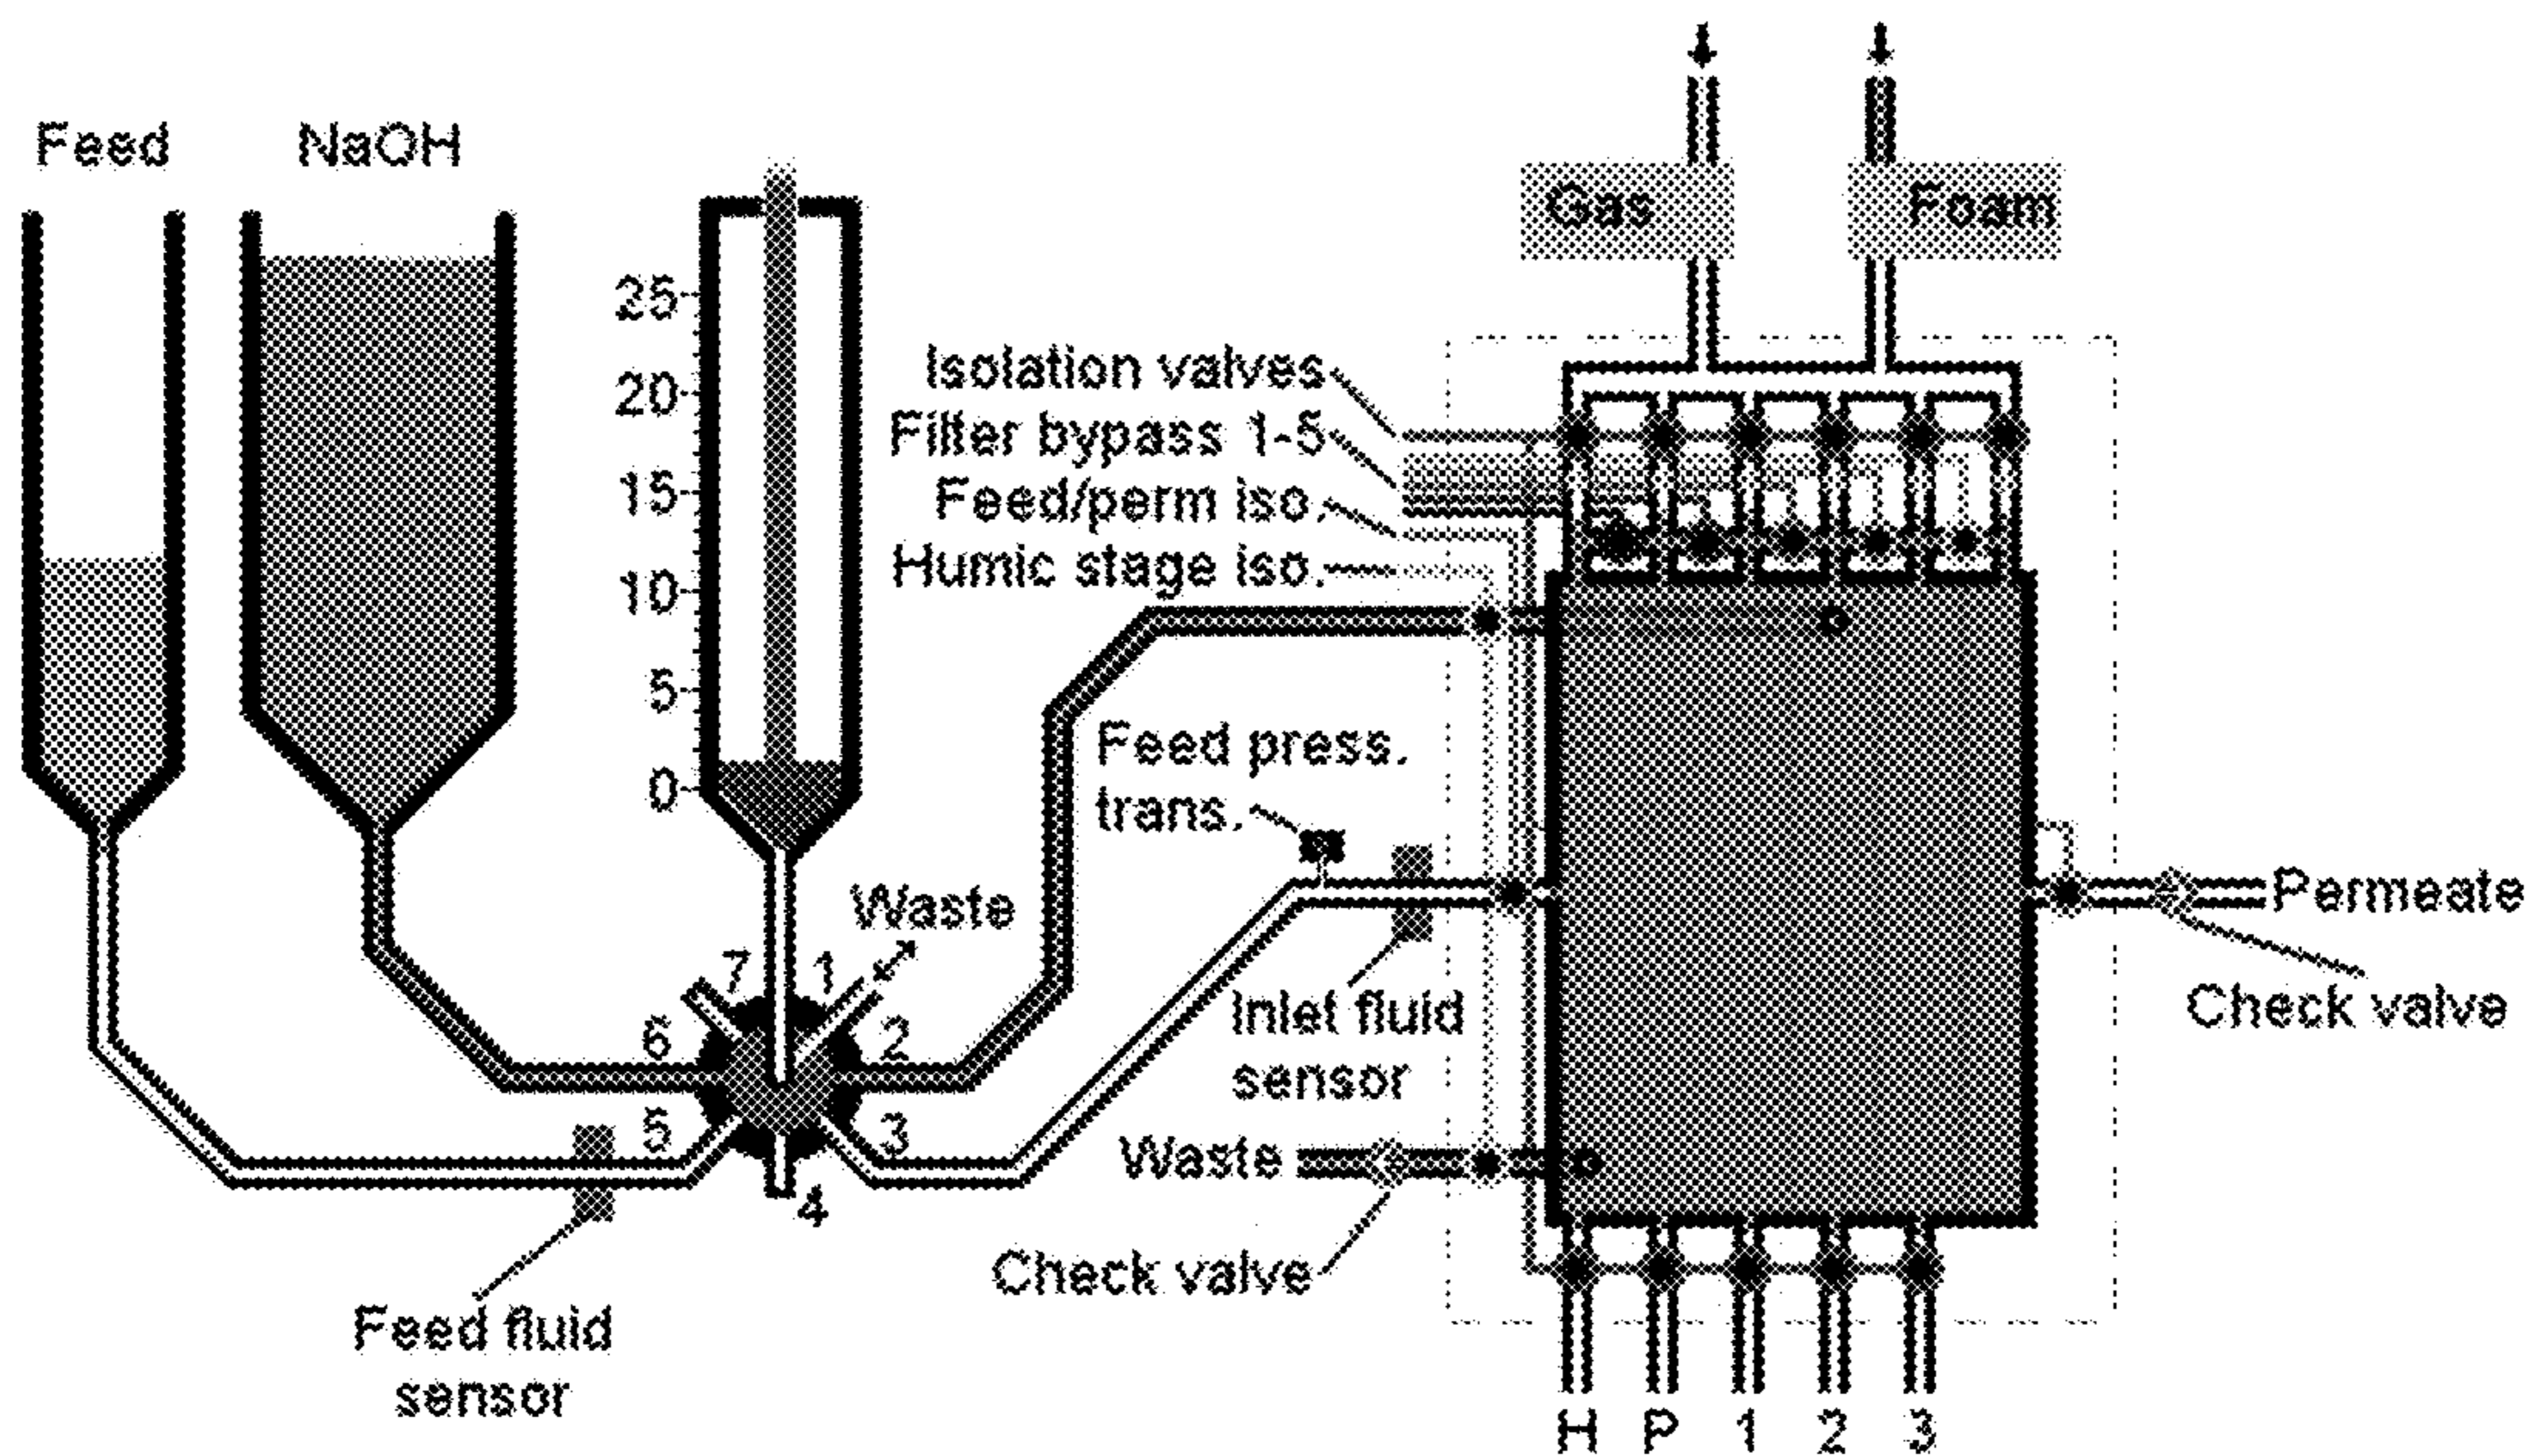 Feed
NaOH
Gas
Foam
25
20
15
10
5
0
Isolation valves
Filter bypass 1-5
Feed/perm iso.
Humic stage iso.
Feed press.
trans.
Waste
7
1
6
2
5
3
4
Inlet fluid
sensor
Permeate
Check valve
Waste
Check valve
Feed fluid
sensor
H
P
1
2
3